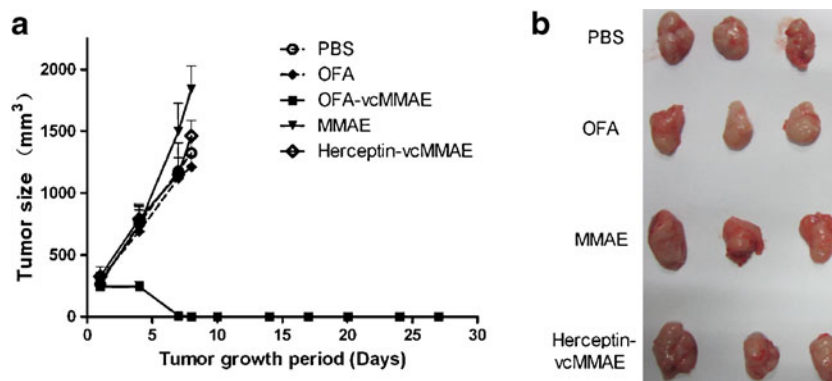 a
PBS
OFA
OFA-vcMMAE
MMAE
Herceptin-vcMMAE
Tumor size (mm³)
2000
1500
1000
500
0
0
5
10
15
20
25
30
Tumor growth period (Days)
b
PBS
OFA
MMAE
Herceptin-
vcMMAE